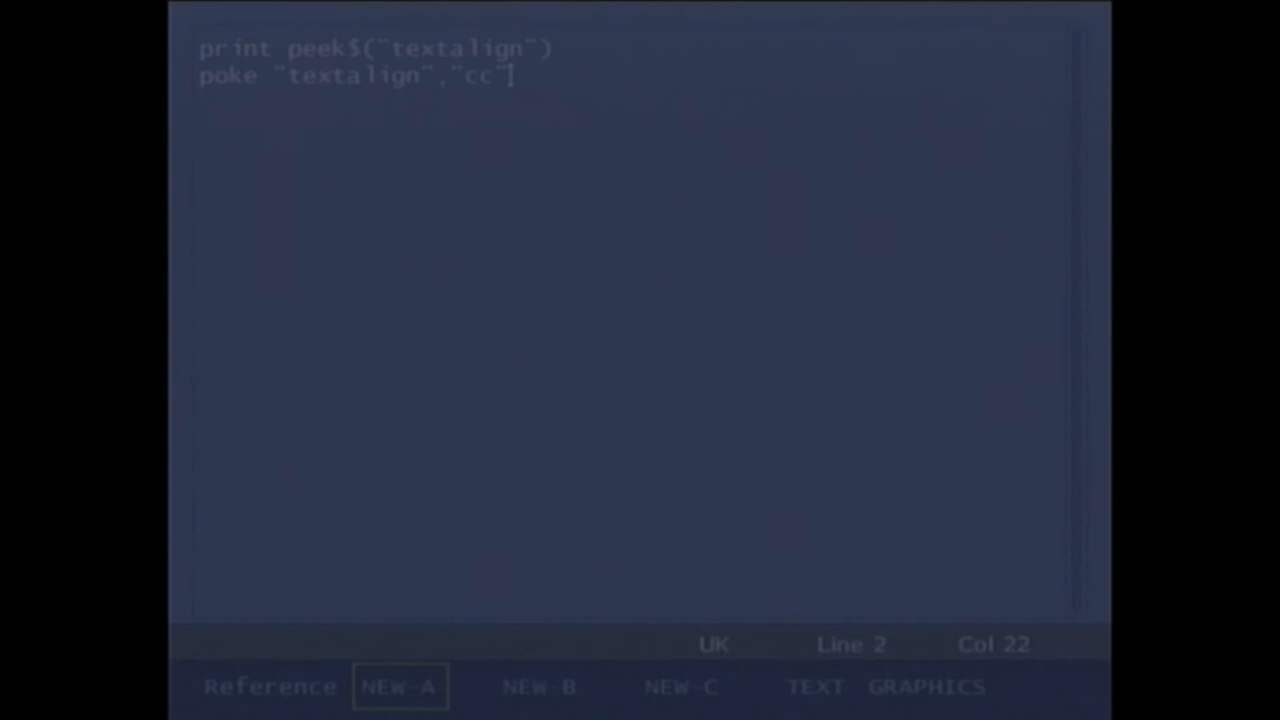 print peek$("textalign")
poke "textalign","cc"
UK Line 2 Col 22
Reference NEW-A NEW-B NEW-C TEXT GRAPHICS